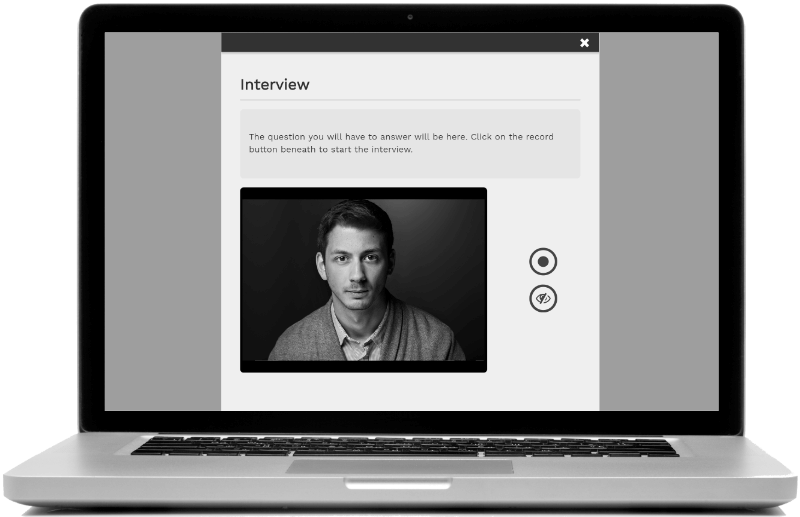 Interview
The question you will have to answer will be here. Click on the record
button beneath to start the interview.